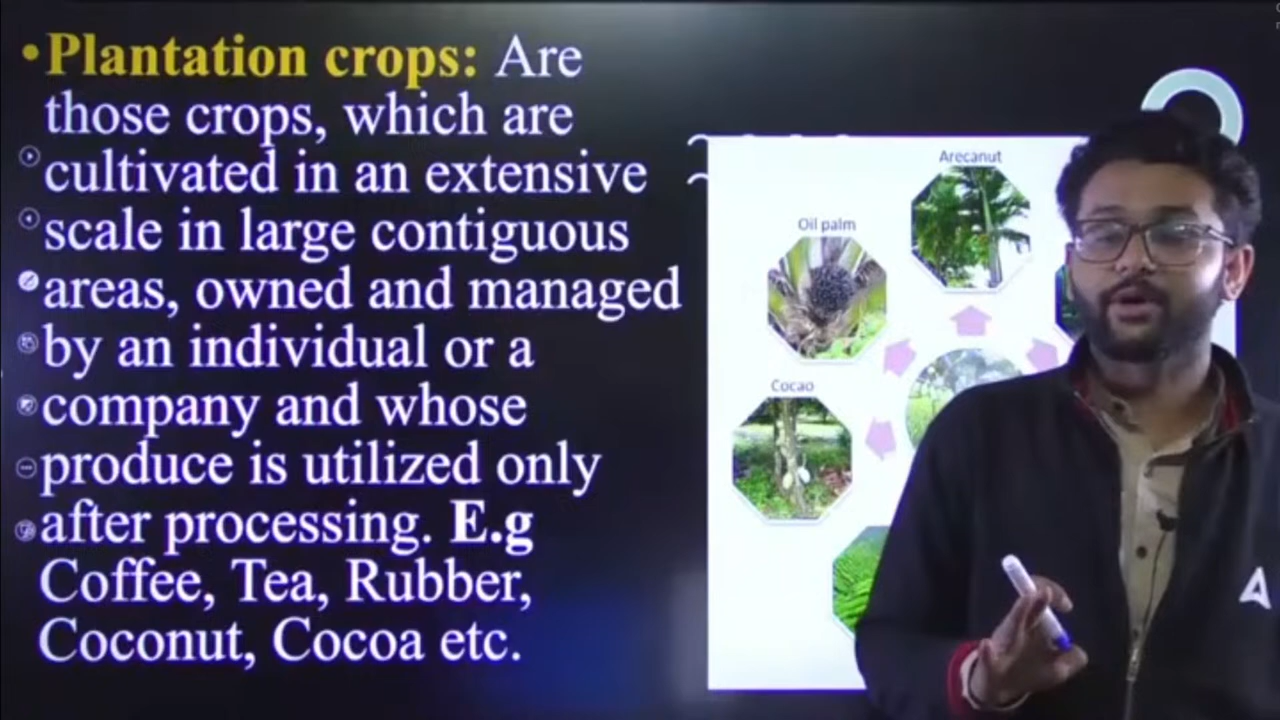 •Plantation crops: Are
those crops, which are
cultivated in an extensive
scale in large contiguous
areas, owned and managed
by an individual or a
company and whose
produce is utilized only
after processing. E.g
Coffee, Tea, Rubber,
Coconut, Cocoa etc.
Arecanut
Oil palm
Cocao